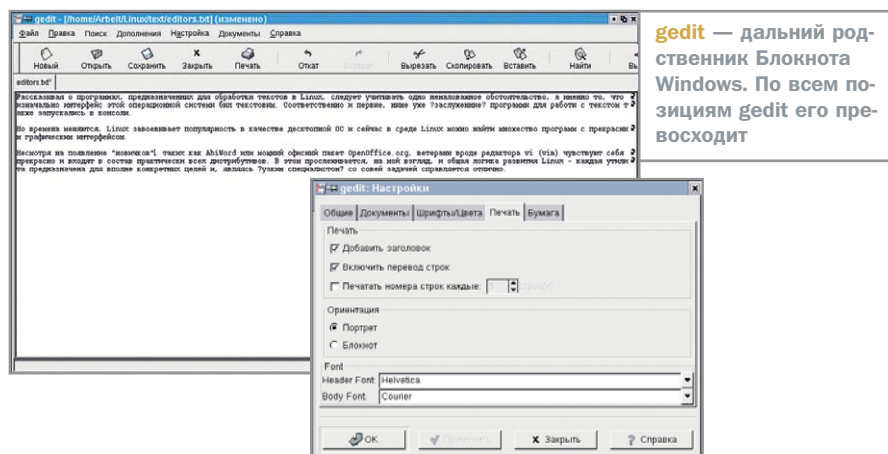 gedit - [/home/Arbeit/Linux/text/editors.txt] (изменено)
Файл Правка Поиск Дополнения Настройка Документы Справка
Новый Открыть Сохранить Закрыть Печать Откат Вырезать Скопировать Вставить Найти
editors.txt*
Рассказывая о программах, предназначенных для обработки текстов в Linux, следует учитывать одно немаловажное обстоятельство, а именно то, что
изначально интерфейс этой операционной системы был текстовым. Соответственно и первые, ныне уже ?заслуженные? программы для работы с текстом т
акже запускались в консоли.
Но времена меняются. Linux завоевывает популярность в качестве десктопной ОС и сейчас в среде Linux можно найти множество программ с прекрасны
м графическим интерфейсом.
Несмотря на появление "новичков", таких как AbiWord или мощный офисный пакет OpenOffice.org, ветераны вроде редактора vi (vim) чувствуют себя
прекрасно и входят в состав практически всех дистрибутивов. В этом прослеживается, на мой взгляд, и общая логика развития Linux - каждая утили
та предназначена для вполне конкретных целей и, являясь ?узким специалистом? со своей задачей справляется отлично.
gedit — дальний род-
ственник Блокнота
Windows. По всем по-
зициям gedit его пре-
восходит
gedit: Настройки
Общие Документы Шрифты/Цвета Печать Бумага
Печать
Добавить заголовок
Включить перевод строк
Печатать номера строк каждые: 5 строк(и)
Ориентация
Портрет
Блокнот
Font
Header Font: Helvetica
Body Font: Courier
OK Применить Закрыть Справка